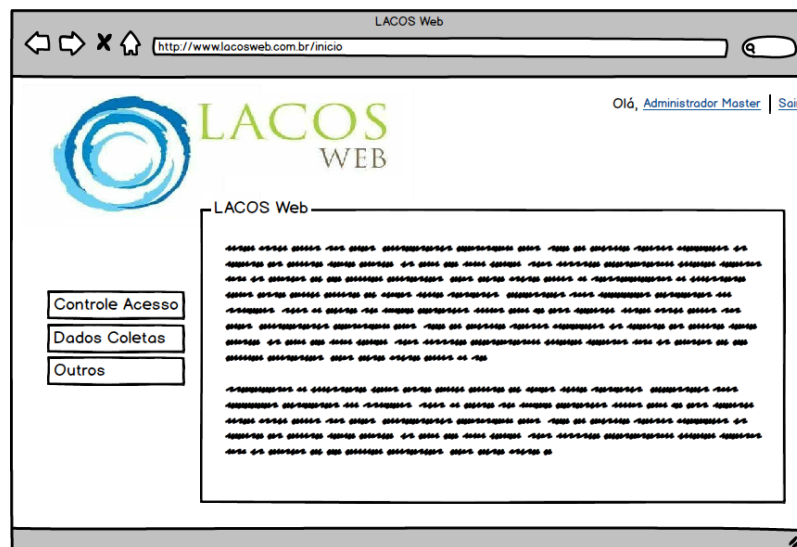 LACOS Web
http://www.lacosweb.com.br/inicio
Olá, Administrador Master | Sair
LACOS
WEB
LACOS Web
Controle Acesso
Dados Coletas
Outros